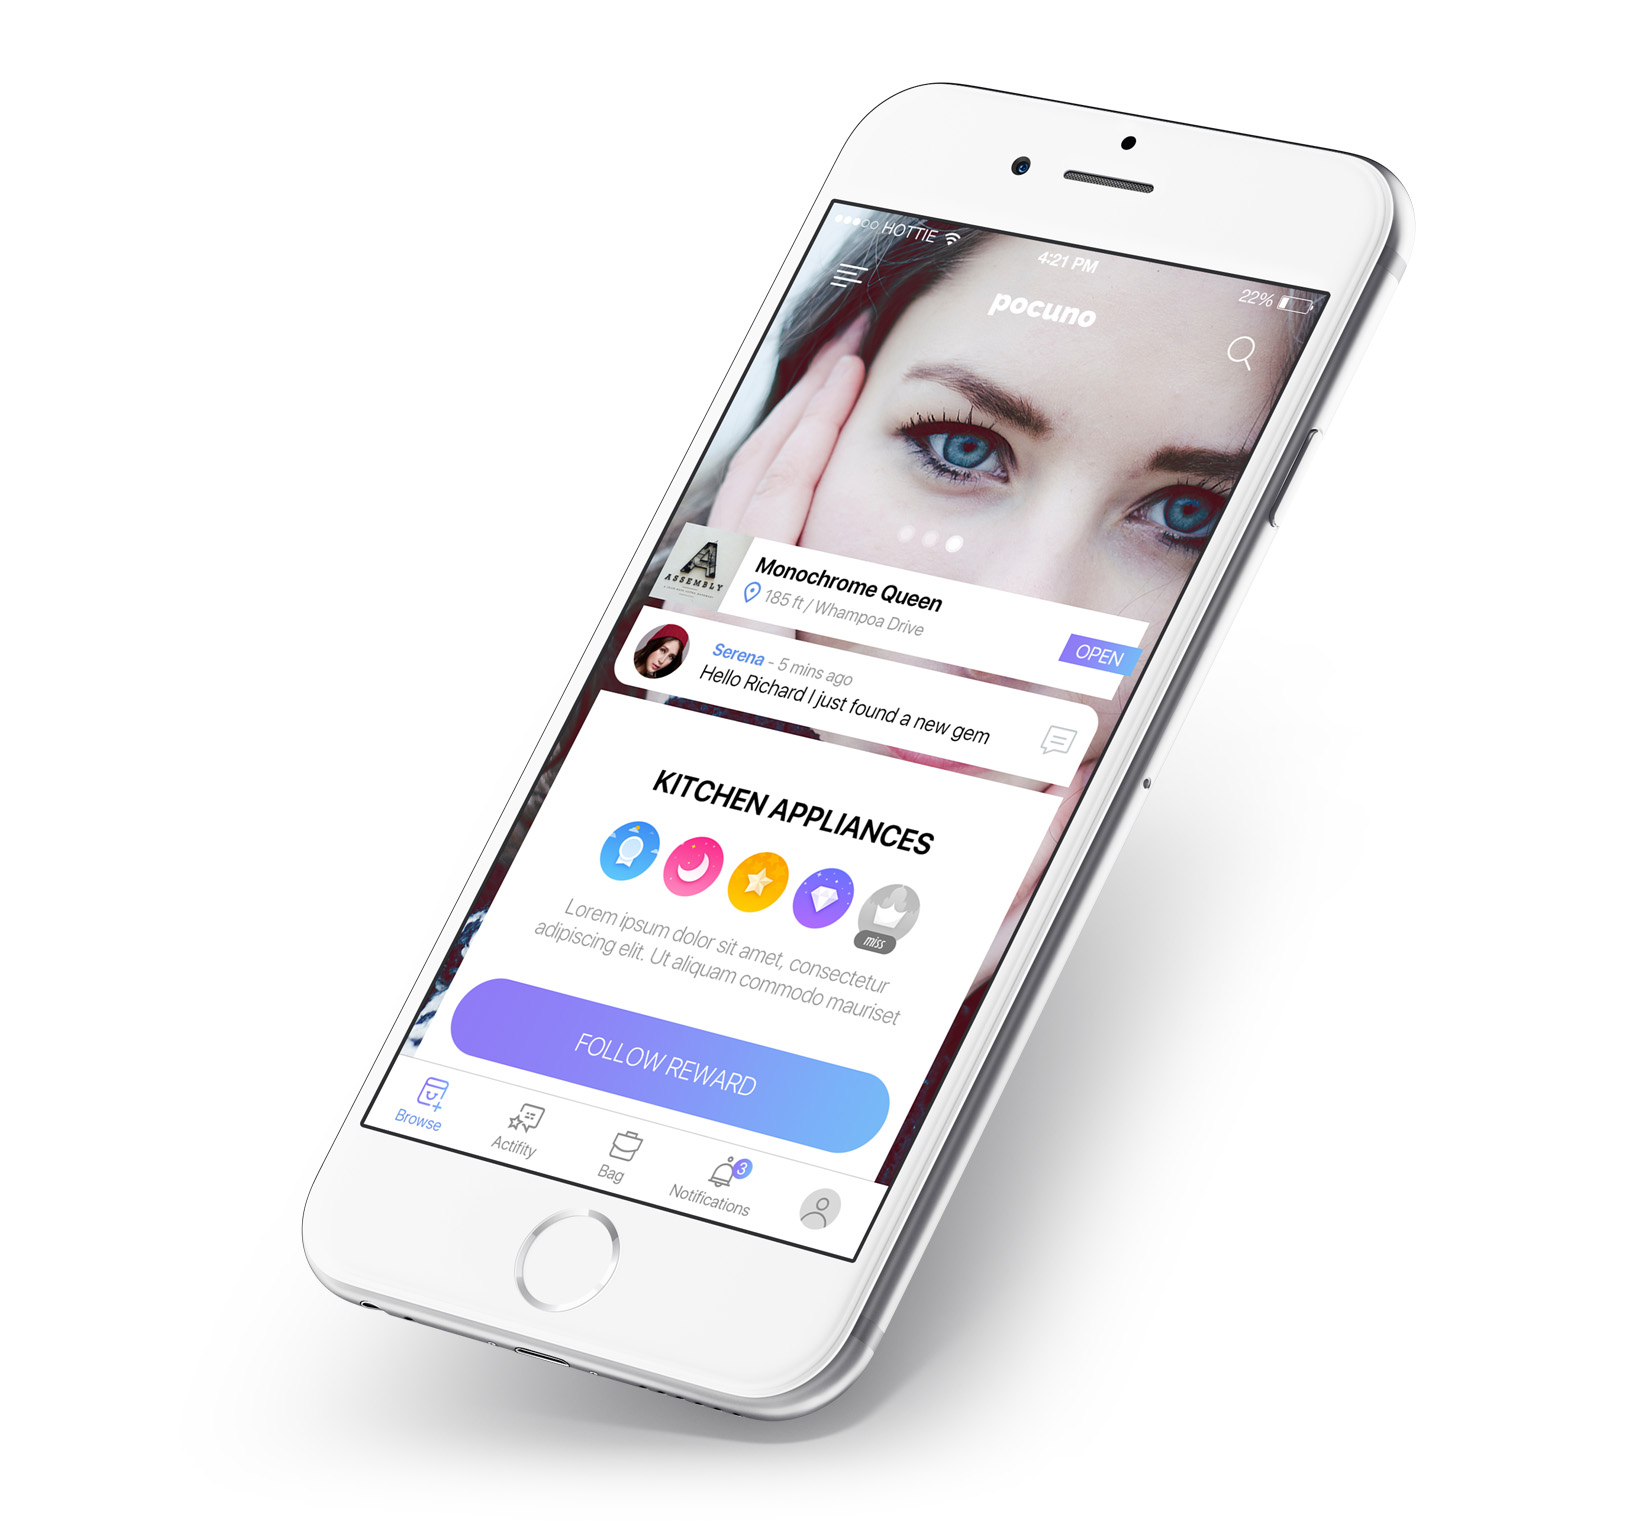 HOTTIE
4:21 PM
22%
pocuno
A
ASSEMBLY
Monochrome Queen
185 ft / Whampoa Drive
OPEN
Serena - 5 mins ago
Hello Richard I just found a new gem
KITCHEN APPLIANCES
miss
Lorem ipsum dolor sit amet, consectetur
adipiscing elit. Ut aliquam commodo mauriset
FOLLOW REWARD
Browse
Actifity
Bag
3
Notifications